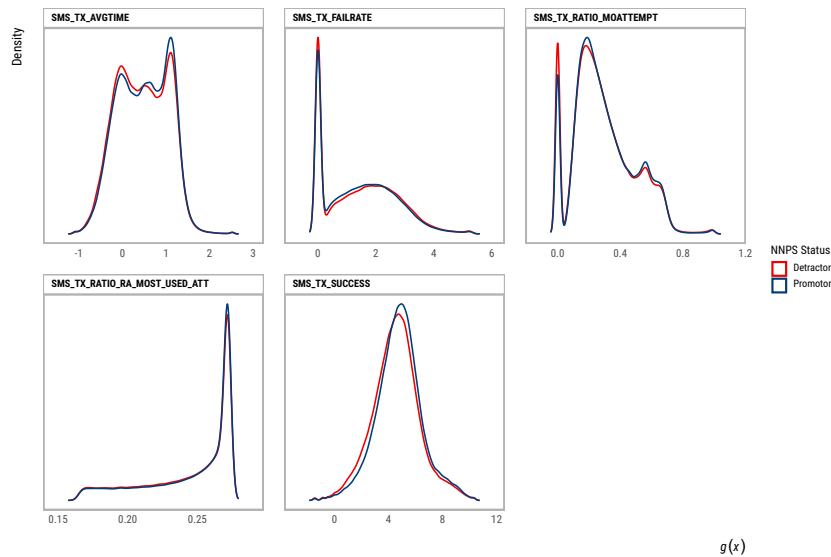 SMS_TX_AVGTIME SMS_TX_FAILRATE SMS_TX_RATIO_MOATTEMPT
Density
-1 0 1 2 3 0 2 4 6 0.0 0.4 0.8 1.2
NNPS Status
Detractor
Promotor
SMS_TX_RATIO_RA_MOST_USED_ATT SMS_TX_SUCCESS
0.15 0.20 0.25 0 4 8 12
g(x)